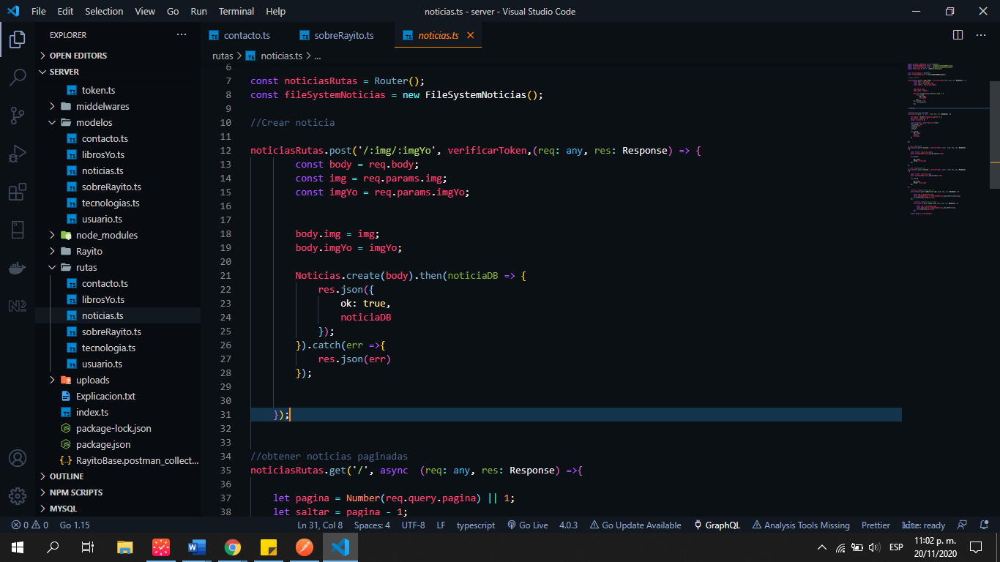 File Edit Selection View Go Run Terminal Help noticias.ts - server - Visual Studio Code
EXPLORER
OPEN EDITORS
SERVER
token.ts
middelwares
modelos
contacto.ts
librosYo.ts
noticias.ts
sobreRayito.ts
tecnologias.ts
usuario.ts
node_modules
Rayito
rutas
contacto.ts
librosYo.ts
noticias.ts
sobreRayito.ts
tecnologia.ts
usuario.ts
uploads
Explicacion.txt
index.ts
package-lock.json
package.json
RayitoBase.postman_collect...
OUTLINE
NPM SCRIPTS
MYSQL
contacto.ts sobreRayito.ts noticias.ts
rutas > noticias.ts > ...
6
7 const noticiasRutas = Router();
8 const fileSystemNoticias = new FileSystemNoticias();
9
10 //Crear noticia
11
12 noticiasRutas.post('/:img/:imgYo', verificarToken,(req: any, res: Response) => {
13 const body = req.body;
14 const img = req.params.img;
15 const imgYo = req.params.imgYo;
16
17
18 body.img = img;
19 body.imgYo = imgYo;
20
21 Noticias.create(body).then(noticiaDB => {
22 res.json({
23 ok: true,
24 noticiaDB
25 });
26 }).catch(err =>{
27 res.json(err)
28 });
29
30
31 });
32
33
34 //obtener noticias paginadas
35 noticiasRutas.get('/', async (req: any, res: Response) =>{
36
37 let pagina = Number(req.query.pagina) || 1;
38 let saltar = pagina - 1;
0 0 Go 1.15 Ln 31, Col 8 Spaces: 4 UTF-8 LF typescript Go Live 4.0.3 Go Update Available GraphQL Analysis Tools Missing Prettier kite: ready
ESP
11:02 p. m.
20/11/2020